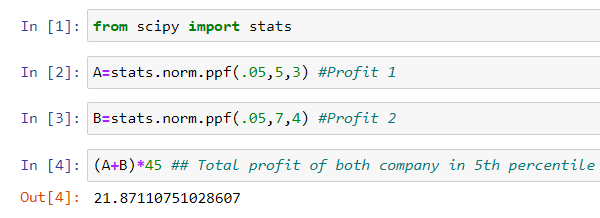 In [1]: from scipy import stats
In [2]: A=stats.norm.ppf(.05,5,3) #Profit 1
In [3]: B=stats.norm.ppf(.05,7,4) #Profit 2
In [4]: (A+B)*45 ## Total profit of both company in 5th percentile
Out[4]: 21.87110751028607